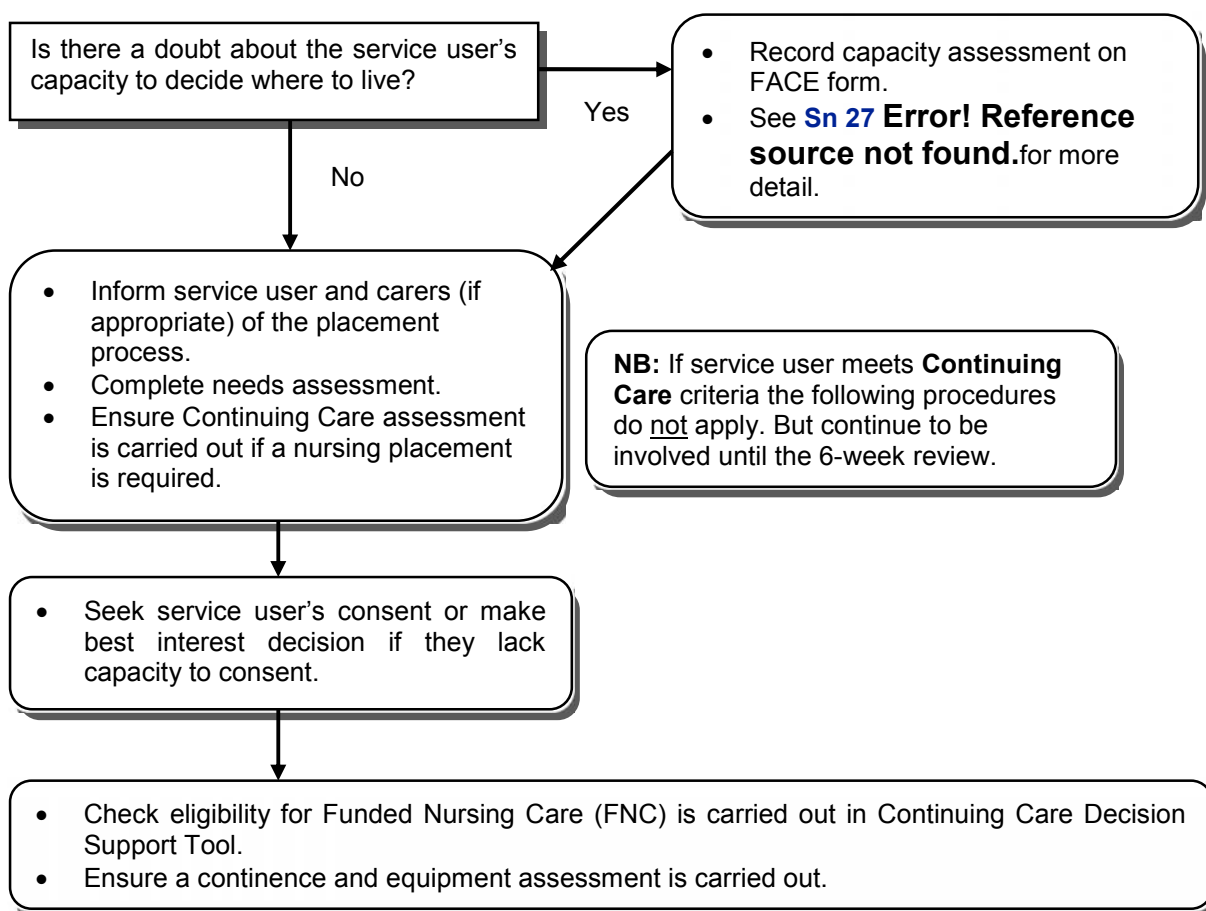 Is there a doubt about the service user's
capacity to decide where to live?
Yes
• Record capacity assessment on
FACE form.
• See Sn 27 Error! Reference
source not found.for more
detail.
No
• Inform service user and carers (if
appropriate) of the placement
process.
• Complete needs assessment.
• Ensure Continuing Care assessment
is carried out if a nursing placement
is required.
NB: If service user meets Continuing
Care criteria the following procedures
do not apply. But continue to be
involved until the 6-week review.
• Seek service user's consent or make
best interest decision if they lack
capacity to consent.
• Check eligibility for Funded Nursing Care (FNC) is carried out in Continuing Care Decision
Support Tool.
• Ensure a continence and equipment assessment is carried out.